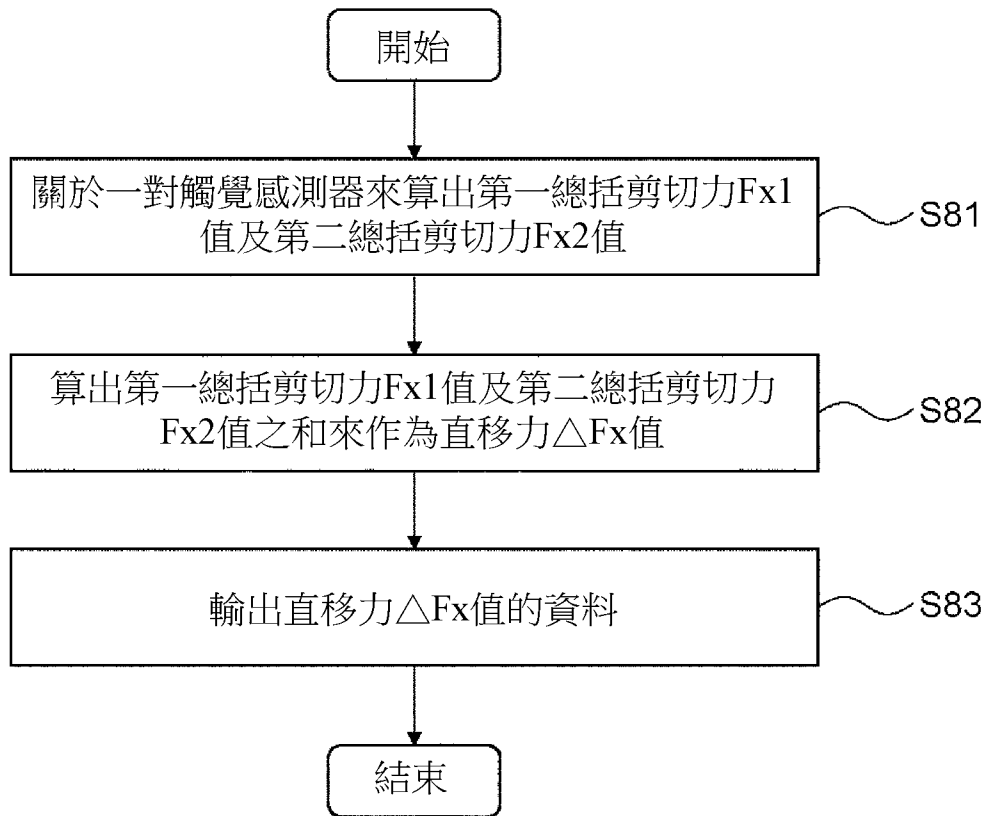 開始
關於一對觸覺感測器來算出第一總括剪切力Fx1
值及第二總括剪切力Fx2值
S81
算出第一總括剪切力Fx1值及第二總括剪切力
Fx2值之和來作為直移力△Fx值
S82
輸出直移力△Fx值的資料
S83
結束